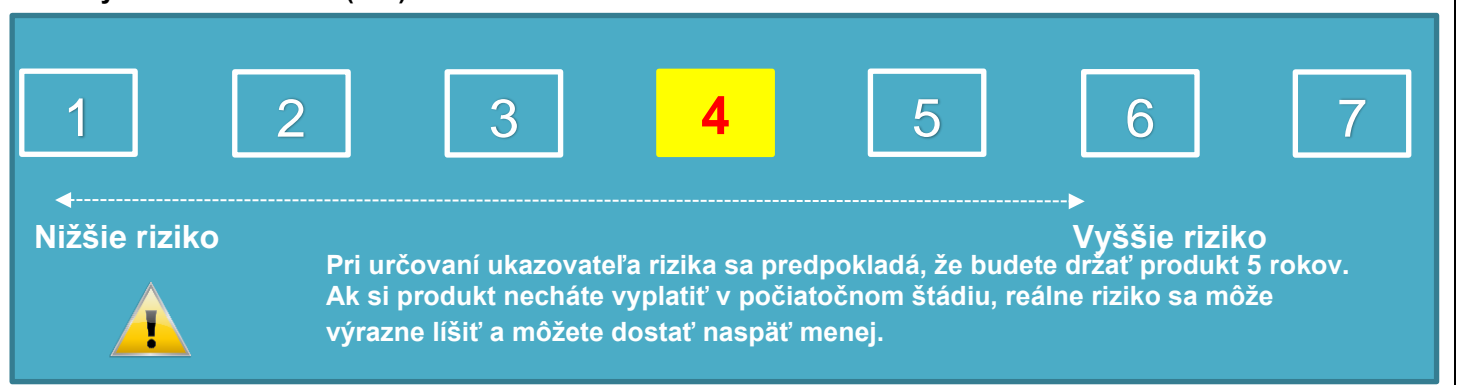 1 2 3 4 5 6 7
Nižšie riziko
Vyššie riziko
Pri určovaní ukazovateľa rizika sa predpokladá, že budete držať produkt 5 rokov.
Ak si produkt necháte vyplatiť v počiatočnom štádiu, reálne riziko sa môže
výrazne líšiť a môžete dostať naspäť menej.